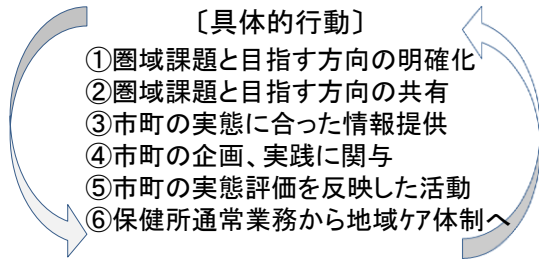 〔具体的行動〕
①圏域課題と目指す方向の明確化
②圏域課題と目指す方向の共有
③市町の実態に合った情報提供
④市町の企画、実践に関与
⑤市町の実態評価を反映した活動
⑥保健所通常業務から地域ｹｱ体制へ